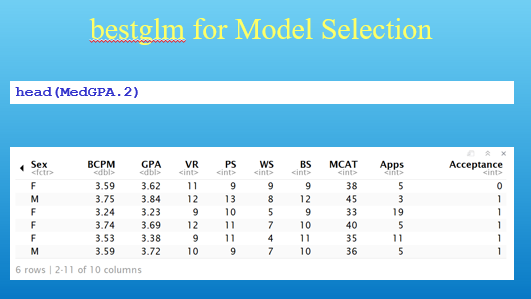 bestglm for Model Selection
head(MedGPA.2)
Sex BCPM GPA VR PS WS BS MCAT Apps Acceptance
<fctr> <dbl> <dbl> <int> <int> <int> <int> <int> <int> <int>
F 3.59 3.62 11 9 9 9 38 5 0
M 3.75 3.84 12 13 8 12 45 3 1
F 3.24 3.23 9 10 5 9 33 19 1
F 3.74 3.69 12 11 7 10 40 5 1
F 3.53 3.38 9 11 4 11 35 11 1
M 3.59 3.72 10 9 7 10 36 5 1
6 rows | 2-11 of 10 columns